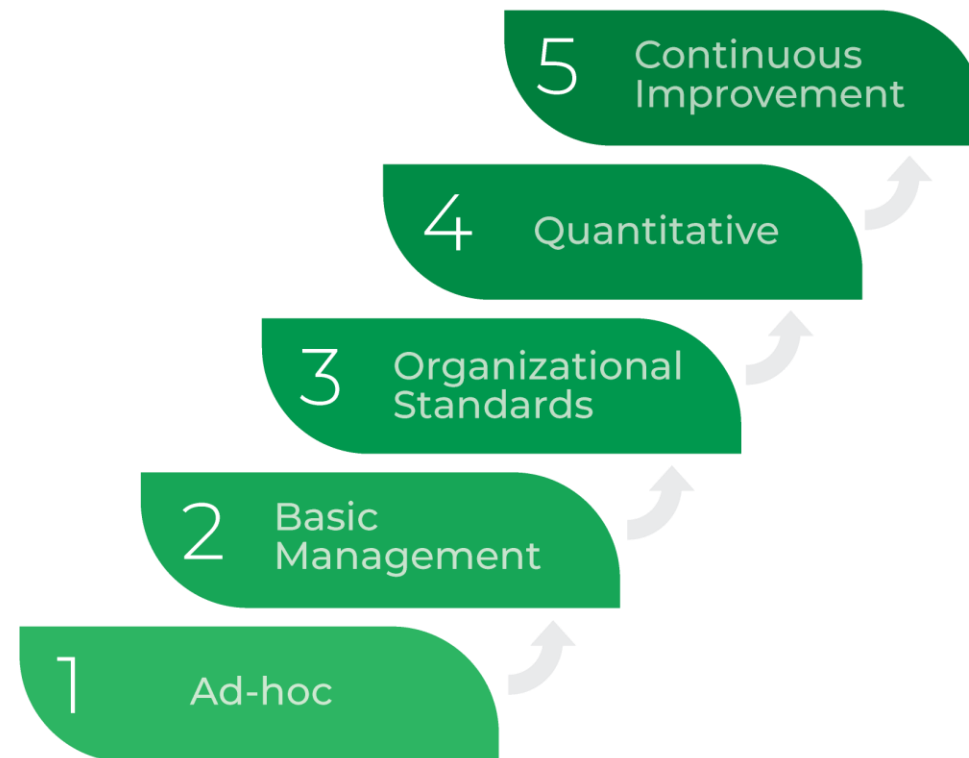 5 Continuous
Improvement
4 Quantitative
3 Organizational
Standards
2 Basic
Management
1 Ad-hoc